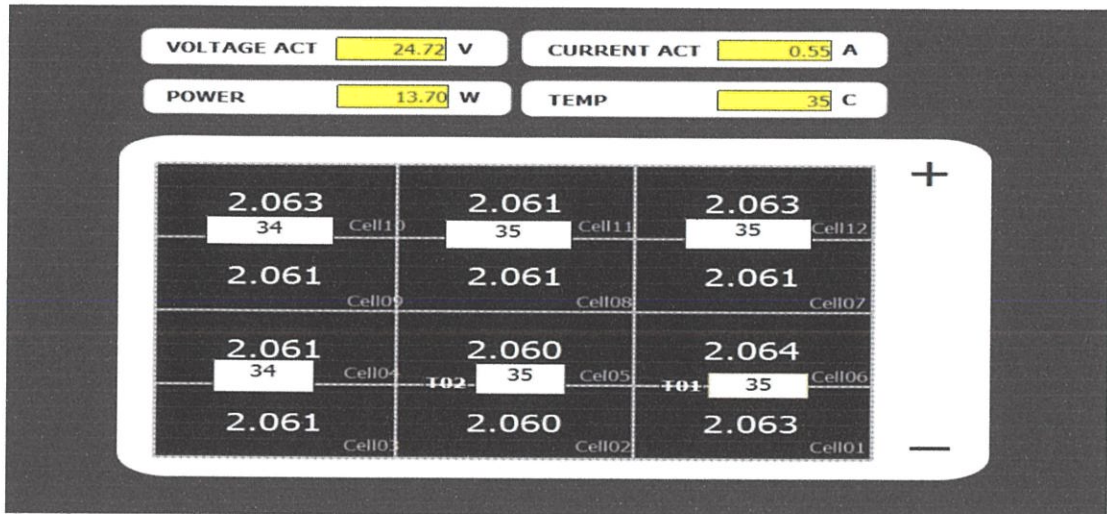 VOLTAGE ACT 24.72 V CURRENT ACT 0.55 A
POWER 13.70 W TEMP 35 C
+
2.063 2.061 2.063
34 Cell10 35 Cell11 35 Cell12
2.061 2.061 2.061
Cell09 Cell08 Cell07
2.061 2.060 2.064
34 Cell04 T02 35 Cel05 T01 35 Cell06
2.061 2.060 2.063
Cell03 Cell02 Cell01
−